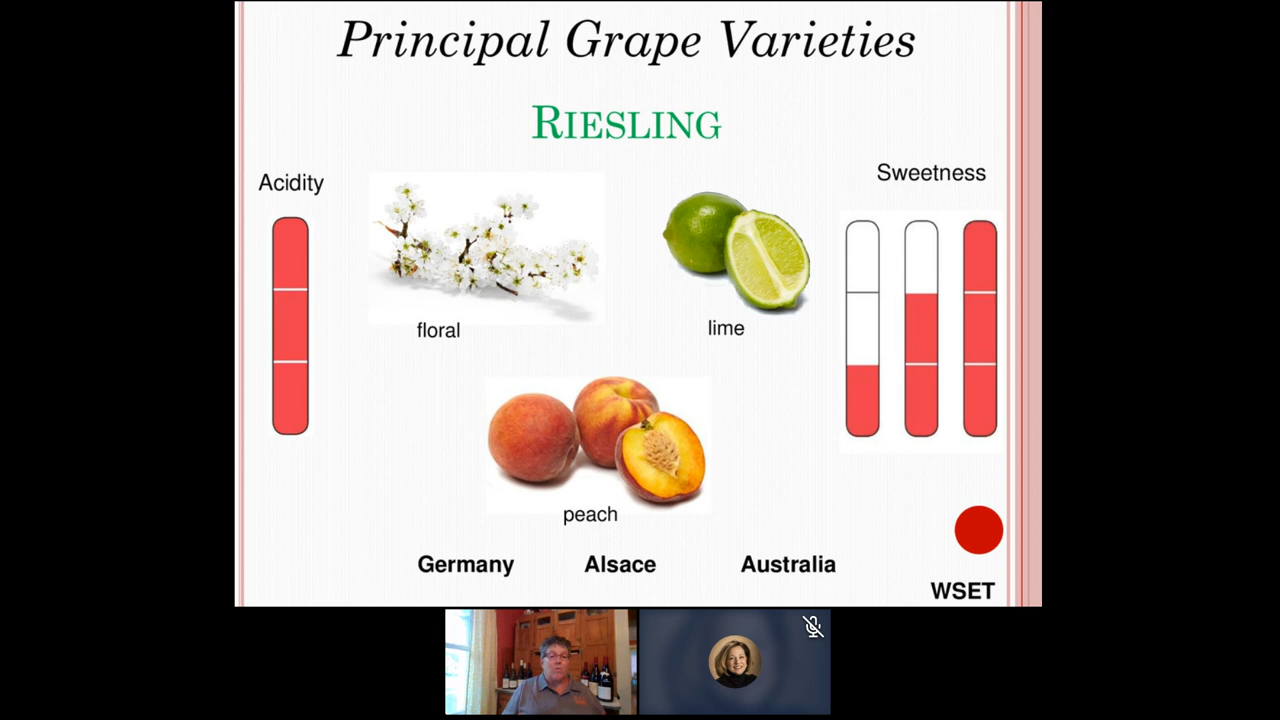 Principal Grape Varieties
RIESLING
Acidity
Sweetness
floral
lime
peach
Germany Alsace Australia
WSET